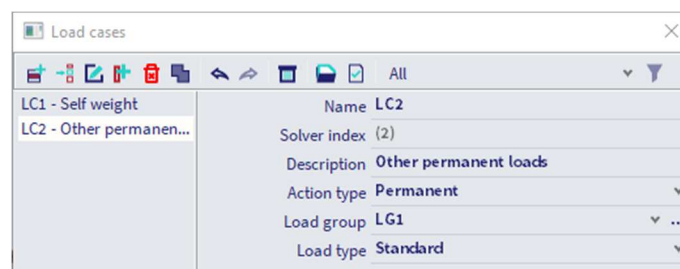 Load cases
All
LC1 - Self weight
LC2 - Other permanen...
Name LC2
Solver index (2)
Description Other permanent loads
Action type Permanent
Load group LG1 ..
Load type Standard